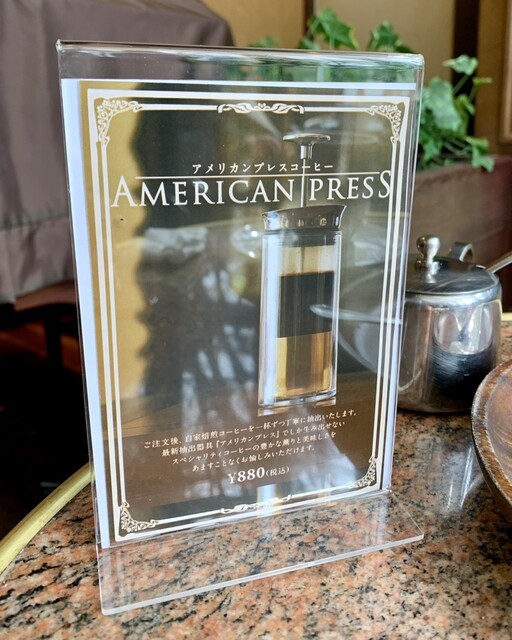 アメリカンプレスコーヒー
AMERICAN PRESS
ご注文後、自家焙煎コーヒーを一杯ずつ丁寧に抽出いたします。
最新抽出器具『アメリカンプレス』でしか生み出せない
スペシャリティコーヒーの豊かな薫りと美味しさを
あますことなくお愉しみいただけます。
¥880(税込)